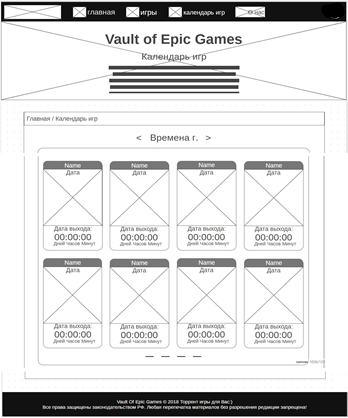 главная игры календарь игр О нас
Vault of Epic Games
Календарь игр
Главная / Календарь игр
< Времена г. >
Name Name Name Name
Дата Дата Дата Дата
Дата выхода: Дата выхода: Дата выхода: Дата выхода:
00:00:00 00:00:00 00:00:00 00:00:00
Дней Часов Минут Дней Часов Минут Дней Часов Минут Дней Часов Минут
Name Name Name Name
Дата Дата Дата Дата
Дата выхода: Дата выхода: Дата выхода: Дата выхода:
00:00:00 00:00:00 00:00:00 00:00:00
Дней Часов Минут Дней Часов Минут Дней Часов Минут Дней Часов Минут
Vault Of Epic Games © 2018 Торрент игры для Вас:)
Все права защищены законодательством РФ. Любая перепечатка материалов без разрешения редакции запрещена!